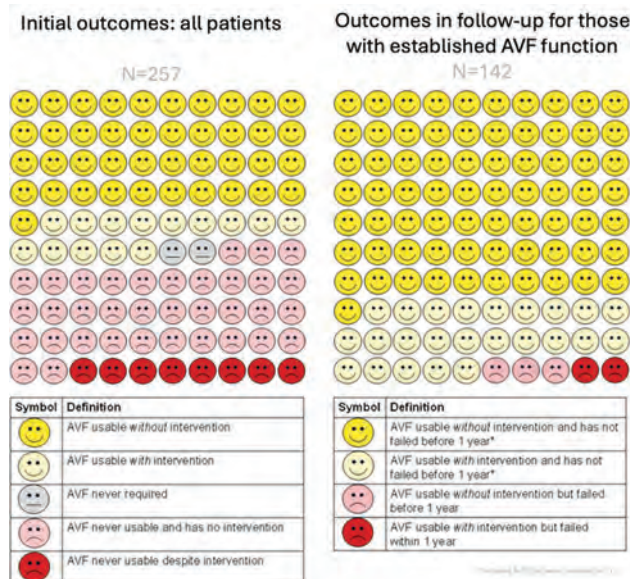 Initial outcomes: all patients
N=257
Symbol Definition
AVF usable without intervention
AVF usable with intervention
AVF never required
AVF never usable and has no intervention
AVF never usable despite intervention
Outcomes in follow-up for those
with established AVF function
N=142
Symbol Definition
AVF usable without intervention and has not
failed before 1 year*
AVF usable with intervention and has not
failed before 1 year*
AVF usable without intervention but failed
before 1 year
AVF usable with intervention but failed
within 1 year